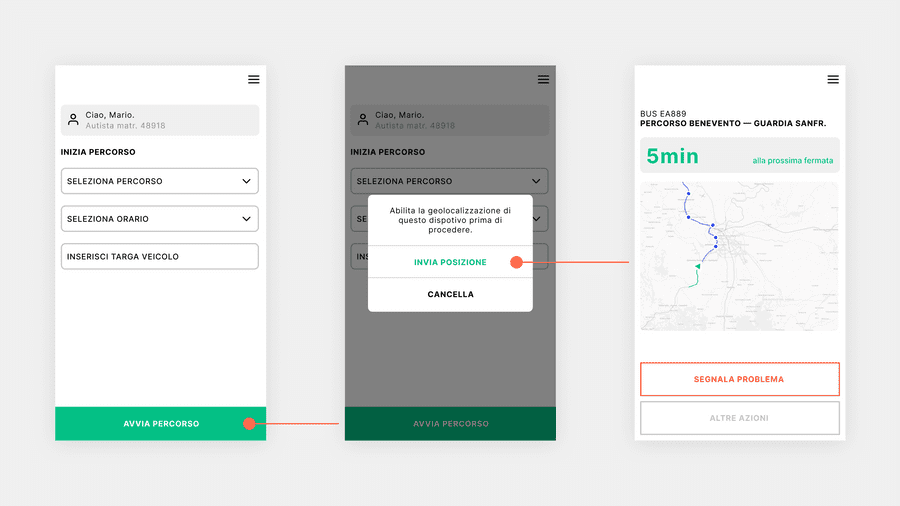 Ciao, Mario.
Autista matr. 48918
INIZIA PERCORSO
SELEZIONA PERCORSO
SELEZIONA ORARIO
INSERISCI TARGA VEICOLO
AVVIA PERCORSO
Ciao, Mario.
Autista matr. 48918
INIZIA PERCORSO
SELEZIONA PERCORSO
SE
INS
Abilita la geolocalizzazione di
questo dispotivo prima di
procedere.
INVIA POSIZIONE
CANCELLA
AVVIA PERCORSO
BUS EA889
PERCORSO BENEVENTO — GUARDIA SANFR.
5min
alla prossima fermata
SEGNALA PROBLEMA
ALTRE AZIONI